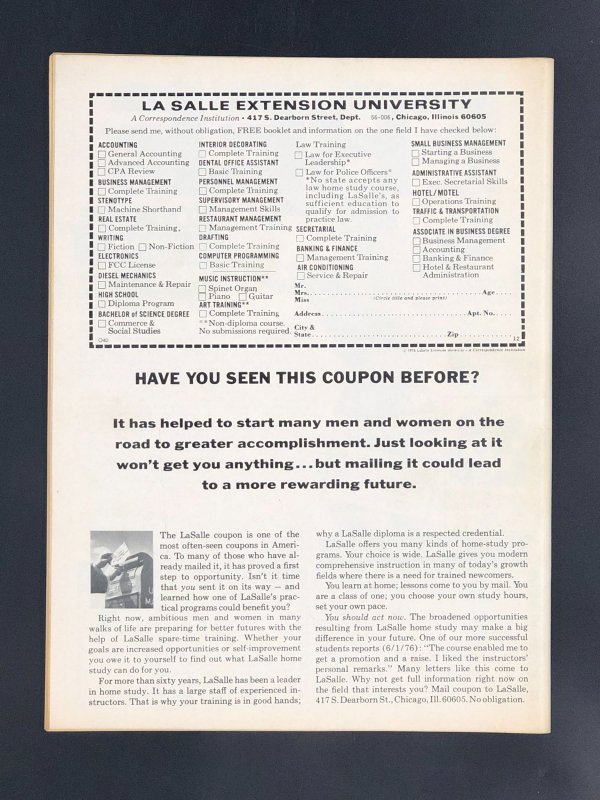 LA SALLE EXTENSION UNIVERSITY
A Correspondence Institution • 417 S. Dearborn Street, Dept. 56-006, Chicago, Illinois 60605
Please send me, without obligation, FREE booklet and information on the one field I have checked below:
ACCOUNTING
General Accounting
Advanced Accounting
CPA Review
BUSINESS MANAGEMENT
Complete Training
STENOTYPE
Machine Shorthand
REAL ESTATE
Complete Training,
WRITING
Fiction Non-Fiction
ELECTRONICS
FCC License
DIESEL MECHANICS
Maintenance & Repair
HIGH SCHOOL
Diploma Program
BACHELOR of SCIENCE DEGREE
Commerce &
Social Studies
O40
INTERIOR DECORATING
Complete Training
DENTAL OFFICE ASSISTANT
Basic Training
PERSONNEL MANAGEMENT
Complete Training
SUPERVISORY MANAGEMENT
Management Skills
RESTAURANT MANAGEMENT
Management Training
DRAFTING
Complete Training
COMPUTER PROGRAMMING
Basic Training
MUSIC INSTRUCTION**
Spinet Organ
Piano Guitar
ART TRAINING**
Complete Training
**Non-diploma course.
No submissions required.
Law Training
Law for Executive
Leadership*
Law for Police Officers*
*No state accepts any
law home study course,
including LaSalle's, as
sufficient education to
qualify for admission to
practice law.
SECRETARIAL
Complete Training
BANKING & FINANCE
Management Training
AIR CONDITIONING
Service & Repair
SMALL BUSINESS MANAGEMENT
Starting a Business
Managing a Business
ADMINISTRATIVE ASSISTANT
Exec. Secretarial Skills
HOTEL/MOTEL
Operations Training
TRAFFIC & TRANSPORTATION
Complete Training
ASSOCIATE IN BUSINESS DEGREE
Business Management
Accounting
Banking & Finance
Hotel & Restaurant
Administration
Mr.
Mrs. Age
Miss (Circle title and please print)
Address Apt. No.
City &
State Zip
12
LaSalle Extension University • A Correspondence Institution
HAVE YOU SEEN THIS COUPON BEFORE?
It has helped to start many men and women on the
road to greater accomplishment. Just looking at it
won't get you anything...but mailing it could lead
to a more rewarding future.
The LaSalle coupon is one of the
most often-seen coupons in Ameri-
ca. To many of those who have al-
ready mailed it, it has proved a first
step to opportunity. Isn't it time
that you sent it on its way — and
learned how one of LaSalle's prac-
tical programs could benefit you?
Right now, ambitious men and women in many
walks of life are preparing for better futures with the
help of LaSalle spare-time training. Whether your
goals are increased opportunities or self-improvement
you owe it to yourself to find out what LaSalle home
study can do for you.
For more than sixty years, LaSalle has been a leader
in home study. It has a large staff of experienced in-
structors. That is why your training is in good hands;
why a LaSalle diploma is a respected credential.
LaSalle offers you many kinds of home-study pro-
grams. Your choice is wide. LaSalle gives you modern
comprehensive instruction in many of today's growth
fields where there is a need for trained newcomers.
You learn at home; lessons come to you by mail. You
are a class of one; you choose your own study hours,
set your own pace.
You should act now. The broadened opportunities
resulting from LaSalle home study may make a big
difference in your future. One of our more successful
students reports (6/1/76): "The course enabled me to
get a promotion and a raise. I liked the instructors'
personal remarks." Many letters like this come to
LaSalle. Why not get full information right now on
the field that interests you? Mail coupon to LaSalle,
417 S. Dearborn St., Chicago, Ill. 60605. No obligation.